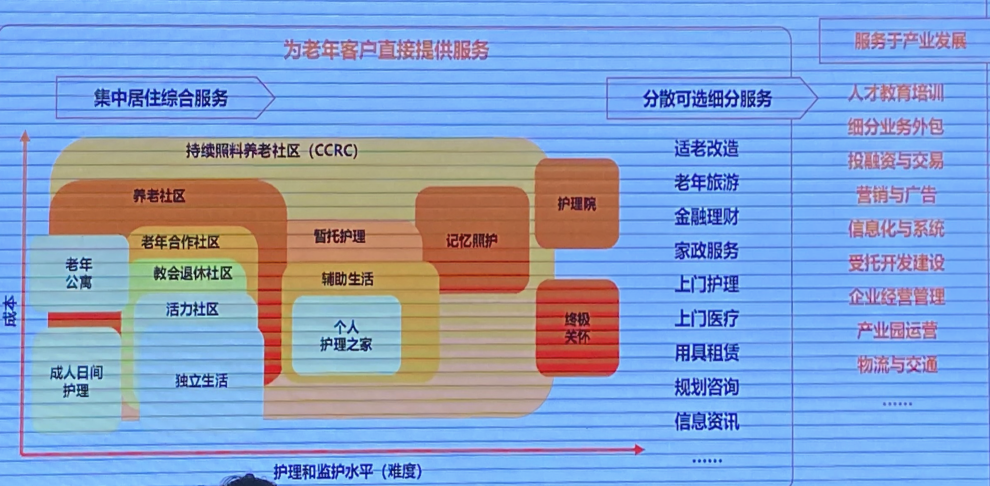 为老年客户直接提供服务
服务于产业发展
集中居住综合服务
分散可选细分服务
持续照料养老社区（CCRC）
养老社区
老年合作社区
教会退休社区
活力社区
独立生活
老年
公寓
成人日间
护理
暂托护理
辅助生活
个人
护理之家
记忆照护
护理院
终极
关怀
成本
护理和监护水平（难度）
适老改造
老年旅游
金融理财
家政服务
上门护理
上门医疗
用具租赁
规划咨询
信息资讯
......
人才教育培训
细分业务外包
投融资与交易
营销与广告
信息化与系统
受托开发建设
企业经营管理
产业园运营
物流与交通
......